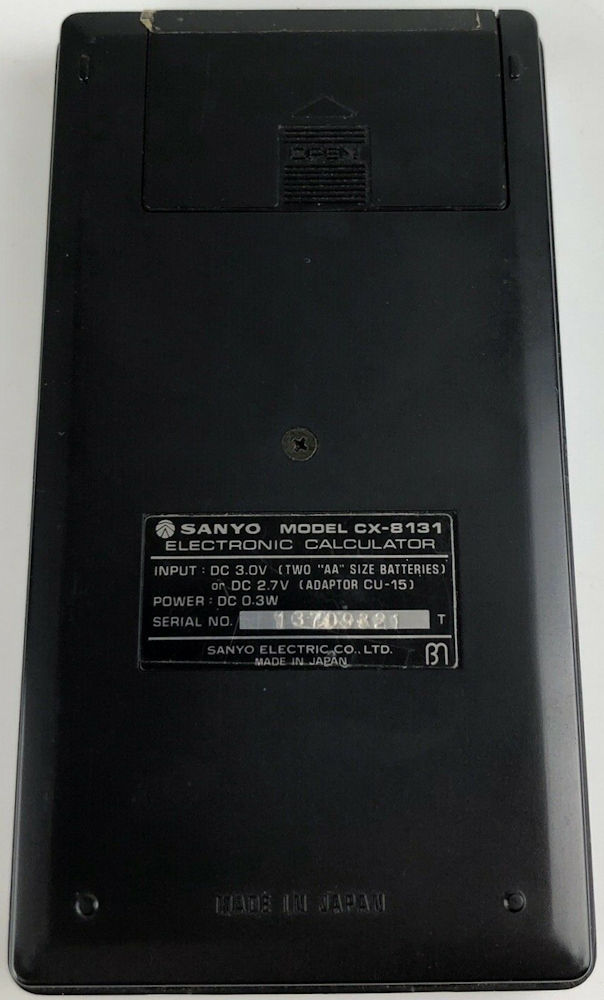 OPEN
SANYO MODEL CX-8131
ELECTRONIC CALCULATOR
INPUT : DC 3.0V (TWO "AA" SIZE BATTERIES)
or DC 2.7V (ADAPTOR CU-15)
POWER : DC 0.3W
SERIAL NO. T
SANYO ELECTRIC CO., LTD.
MADE IN JAPAN
MADE IN JAPAN